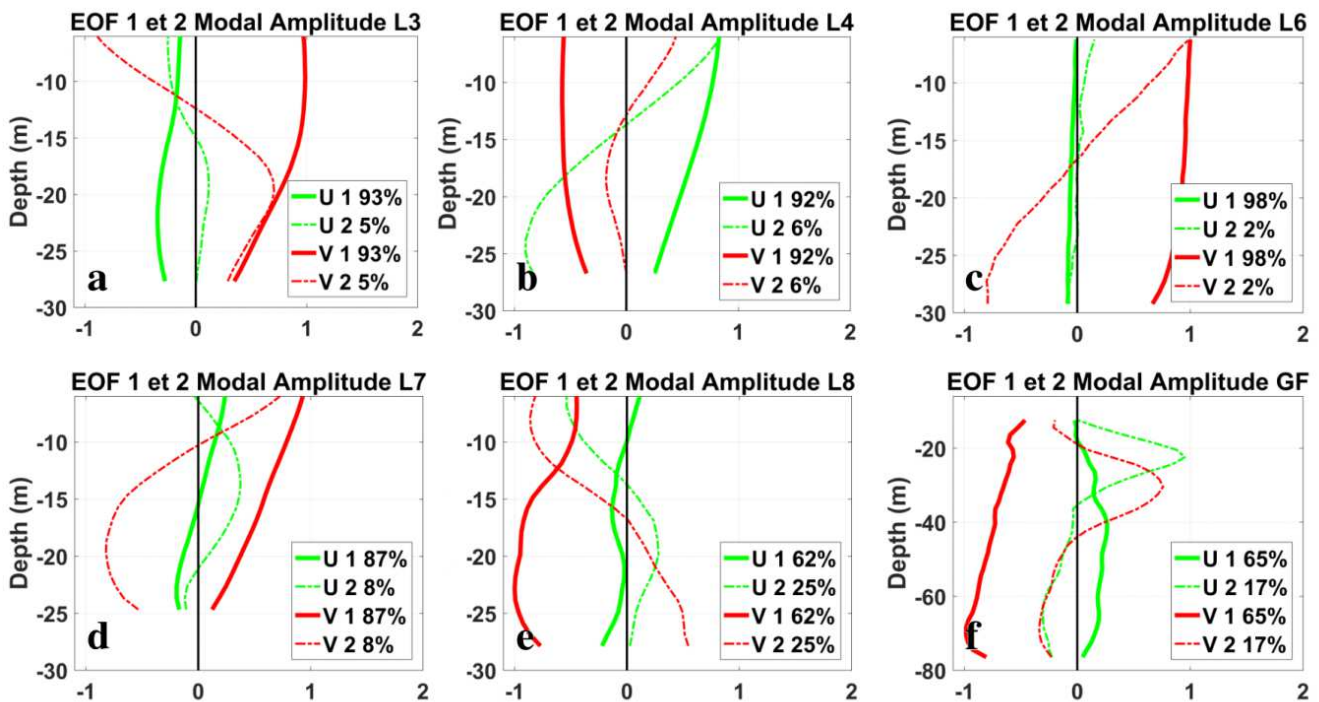 EOF 1 et 2 Modal Amplitude L3
Depth (m)
-10
-15
-20
-25
-30
-1 0 1 2
U 1 93%
U 2 5%
V 1 93%
V 2 5%
a
EOF 1 et 2 Modal Amplitude L4
Depth (m)
-10
-15
-20
-25
-30
-1 0 1 2
U 1 92%
U 2 6%
V 1 92%
V 2 6%
b
EOF 1 et 2 Modal Amplitude L6
Depth (m)
-10
-15
-20
-25
-30
-1 0 1 2
U 1 98%
U 2 2%
V 1 98%
V 2 2%
c
EOF 1 et 2 Modal Amplitude L7
Depth (m)
-10
-15
-20
-25
-30
-1 0 1 2
U 1 87%
U 2 8%
V 1 87%
V 2 8%
d
EOF 1 et 2 Modal Amplitude L8
-10
-15
-20
-25
-30
-1 0 1 2
U 1 62%
U 2 25%
V 1 62%
V 2 25%
e
EOF 1 et 2 Modal Amplitude GF
Depth (m)
-20
-40
-60
-80
-1 0 1 2
U 1 65%
U 2 17%
V 1 65%
V 2 17%
f